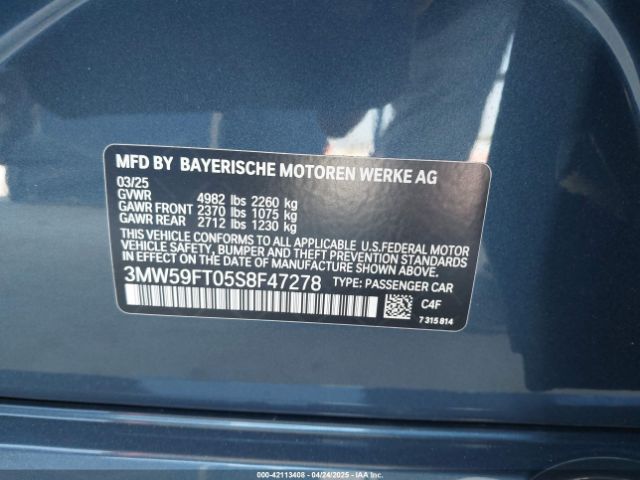 MFD BY BAYERISCHE MOTOREN WERKE AG
03/25
GVWR 4982 lbs 2260 kg
GAWR FRONT 2370 lbs 1075 kg
GAWR REAR 2712 lbs 1230 kg
THIS VEHICLE CONFORMS TO ALL APPLICABLE U.S.FEDERAL MOTOR
VEHICLE SAFETY, BUMPER AND THEFT PREVENTION STANDARDS
IN EFFECT ON THE DATE OF MANUFACTURE SHOWN ABOVE.
3MW59FT05S8F47278 TYPE: PASSENGER CAR
C4F
7 315 814
000-42113408 - 04/24/2025 - IAAI.COM